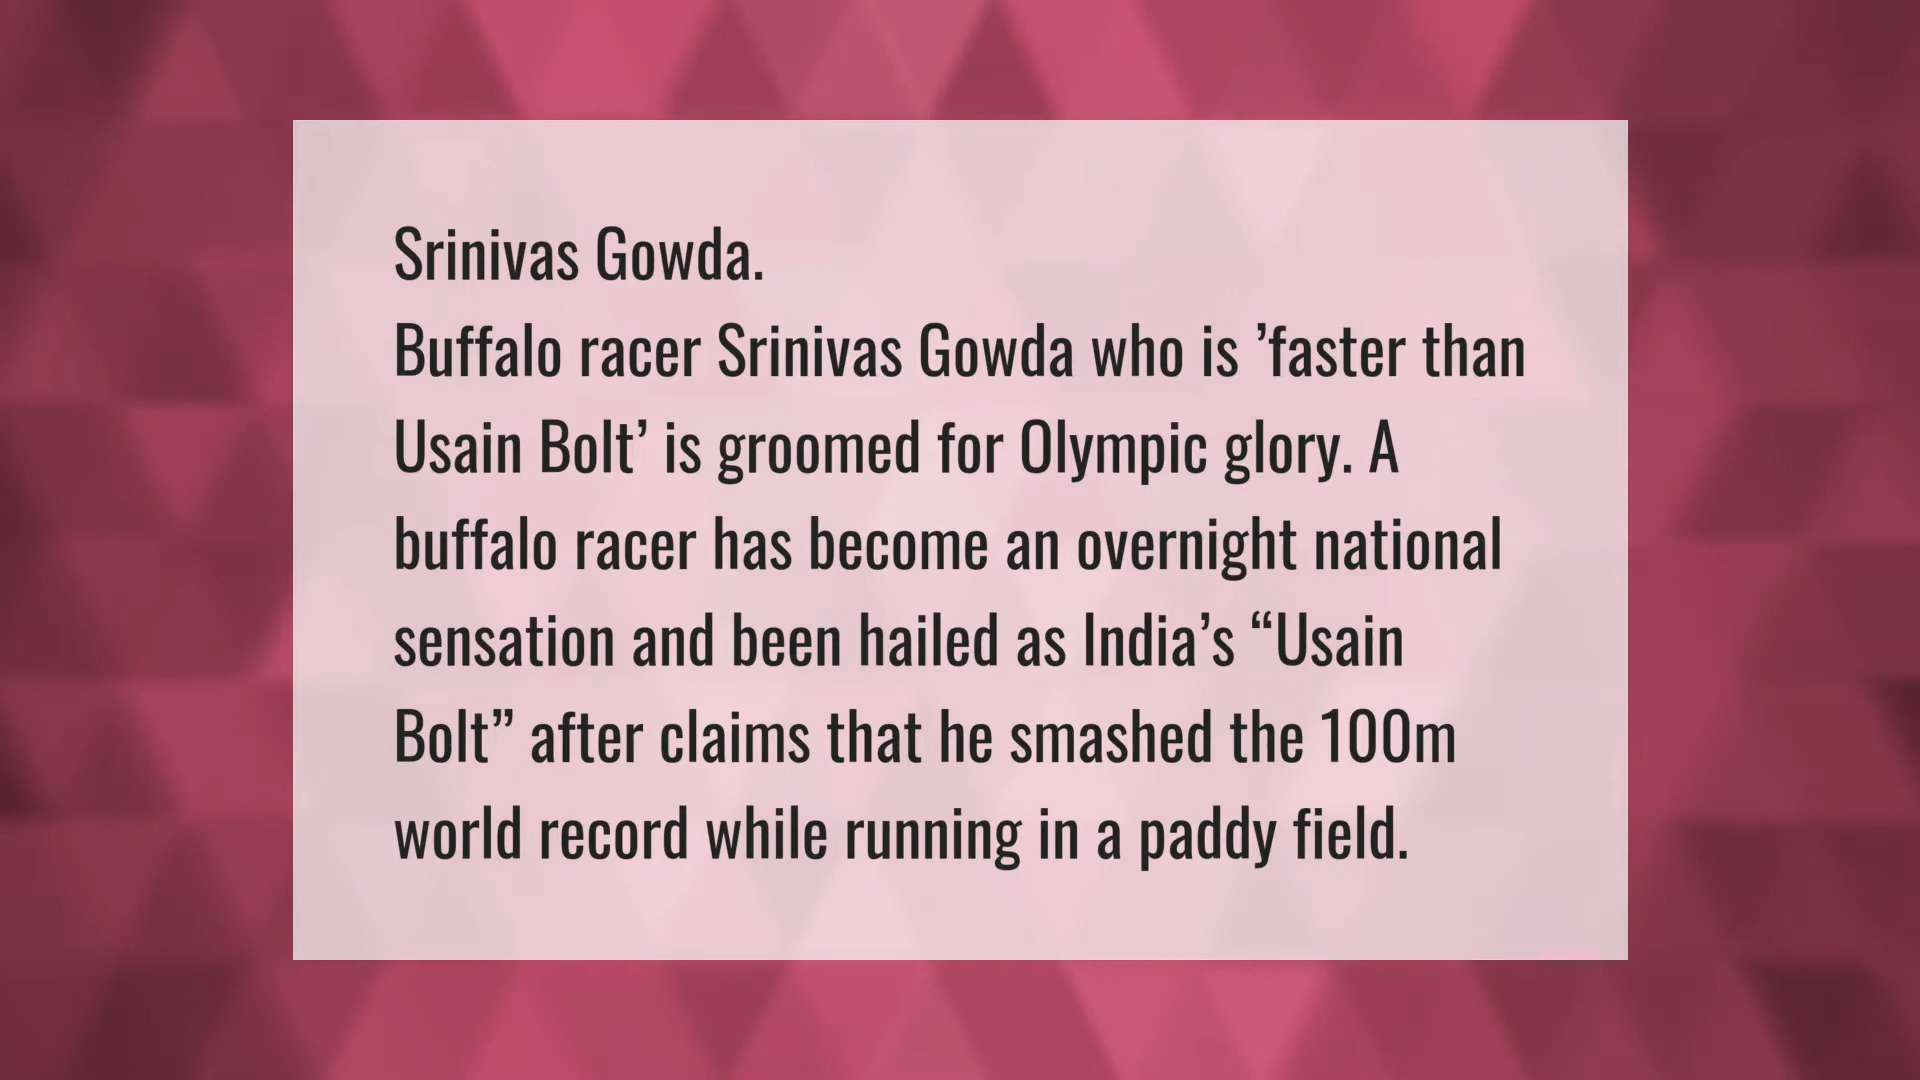 Srinivas Gowda.
Buffalo racer Srinivas Gowda who is ’faster than
Usain Bolt’ is groomed for Olympic glory. A
buffalo racer has become an overnight national
sensation and been hailed as India’s “Usain
Bolt” after claims that he smashed the 100m
world record while running in a paddy field.